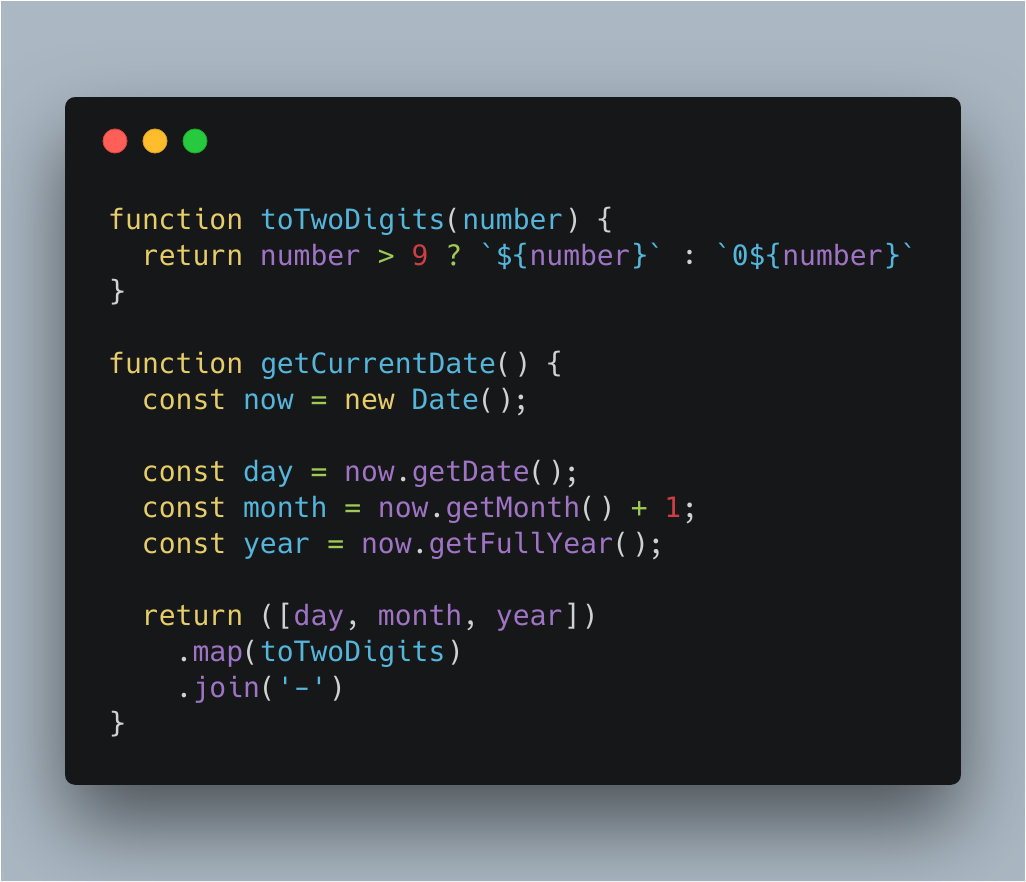 function toTwoDigits(number) {
  return number > 9 ? `${number}` : `0${number}`
}

function getCurrentDate() {
  const now = new Date();

  const day = now.getDate();
  const month = now.getMonth() + 1;
  const year = now.getFullYear();

  return ([day, month, year])
    .map(toTwoDigits)
    .join('-')
}